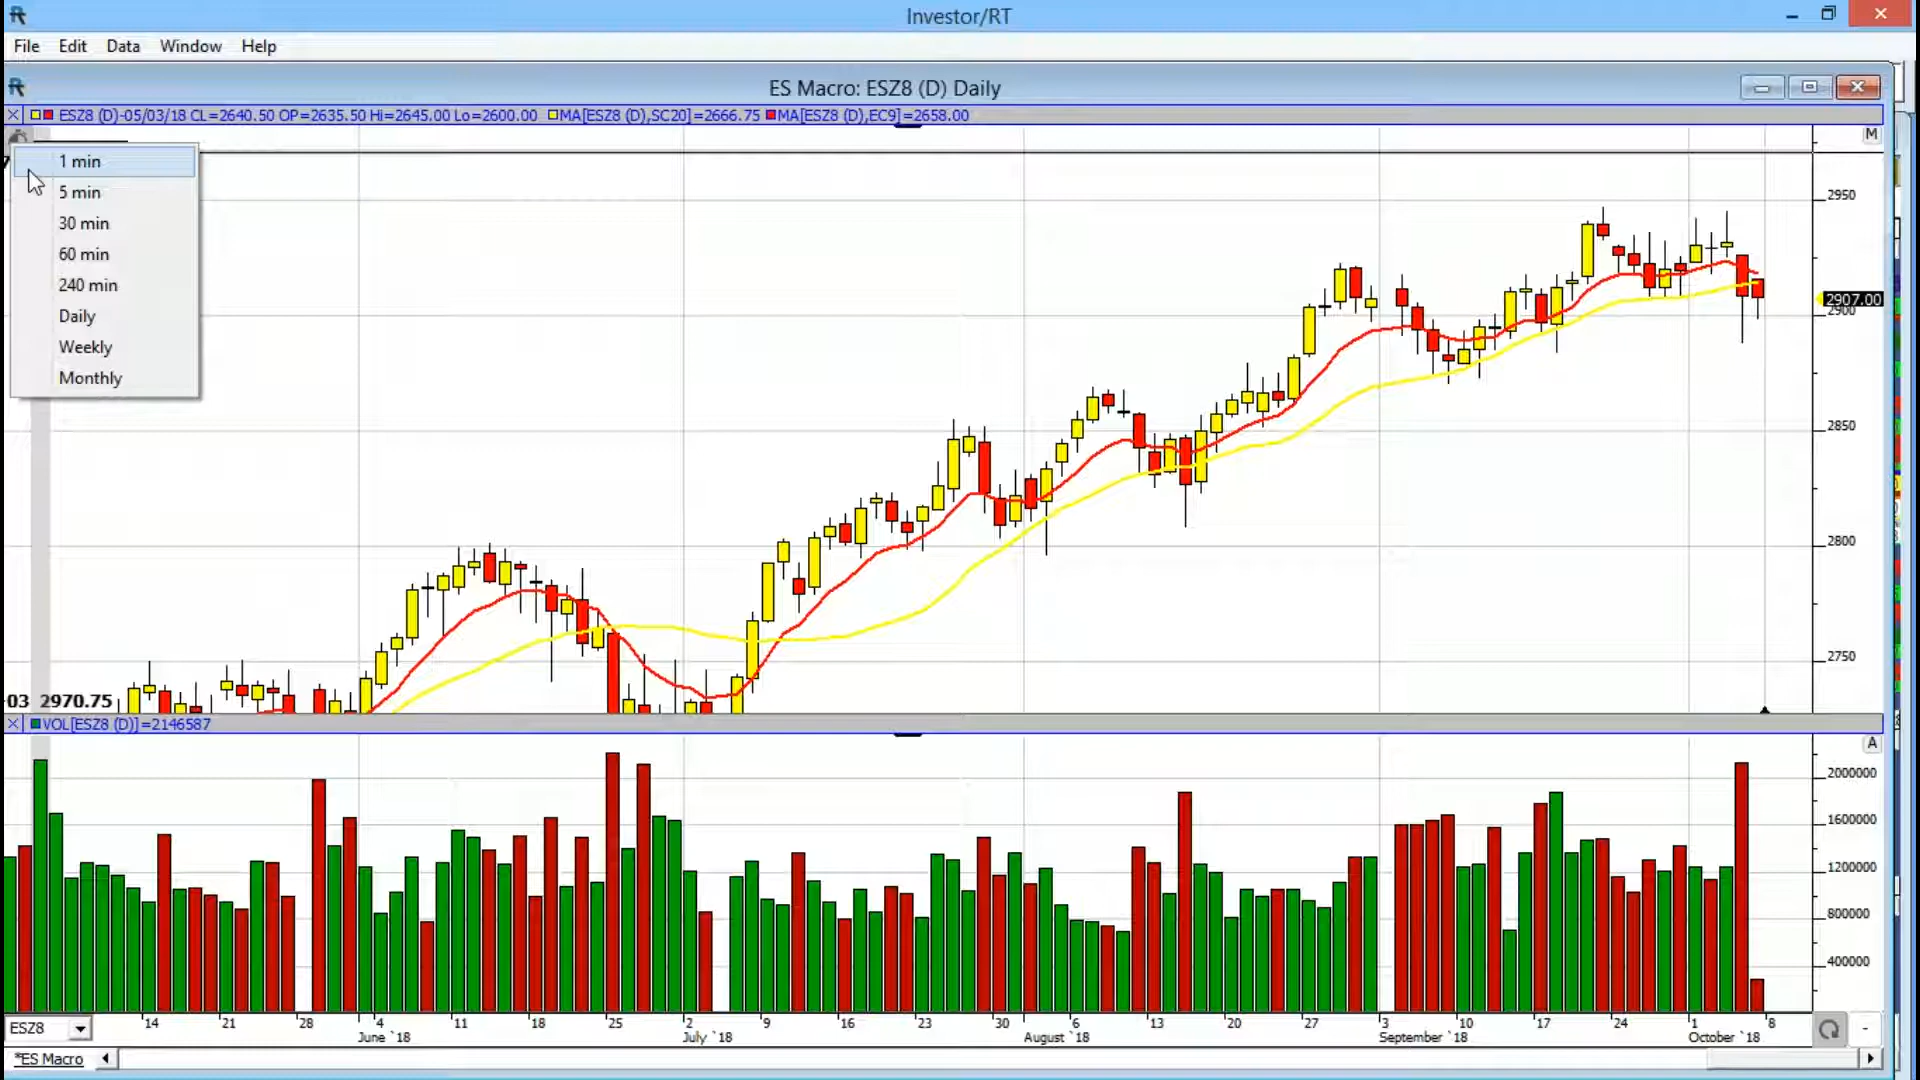 Investor/RT
File Edit Data Window Help
ES Macro: ESZ8 (D) Daily
ESZ8 (D)-05/03/18 CL=2640.50 OP=2635.50 Hi=2645.00 Lo=2600.00 MA[ESZ8 (D),SC20]=2666.75 MA[ESZ8 (D),EC9]=2658.00
M
1 min
5 min
30 min
60 min
240 min
Daily
Weekly
Monthly
2950
2907.00
2900
2850
2800
2750
03 2970.75
VOL[ESZ8 (D)]=2146587
A
2000000
1600000
1200000
800000
400000
ESZ8
14 21 28 4 11 18 25 2 9 16 23 30 6 13 20 27 3 10 17 24 1 8
June `18 July `18 August `18 September `18 October `18
*ES Macro